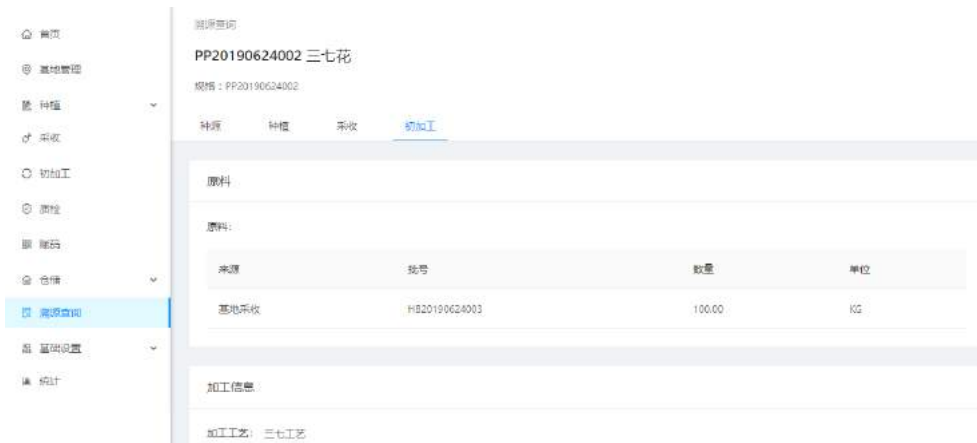 首页
基地管理
种植
采收
初加工
质检
赋码
仓储
溯源查询
基础设置
统计
溯源查询
PP20190624002 三七花
规格：PP20190624002
种源 种植 采收 初加工
原料
原料：
来源 批号 数量 单位
基地采收 HB20190624003 100.00 KG
加工信息
加工工艺： 三七工艺